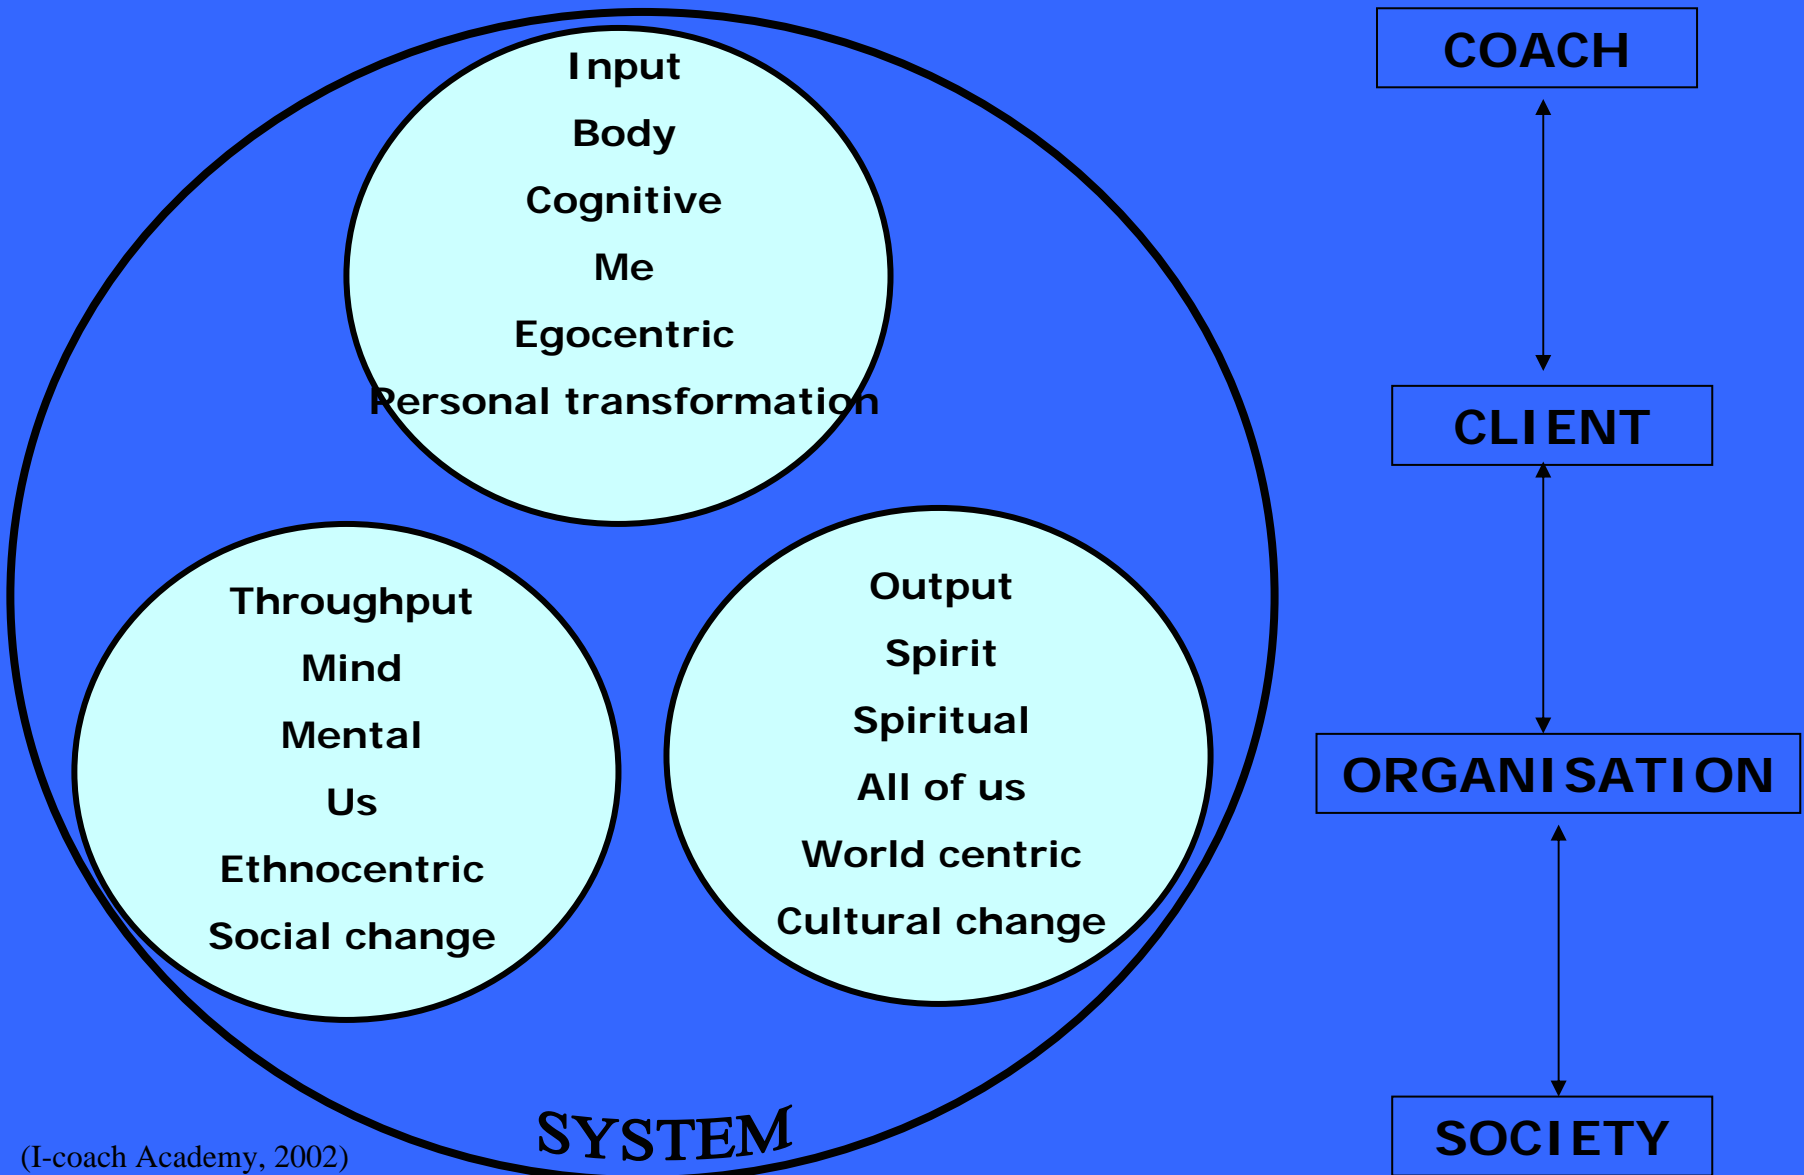 Input
Body
Cognitive
Me
Egocentric
Personal transformation
Throughput
Mind
Mental
Us
Ethnocentric
Social change
Output
Spirit
Spiritual
All of us
World centric
Cultural change
SYSTEM
(I-coach Academy, 2002)
COACH
CLIENT
ORGANISATION
SOCIETY